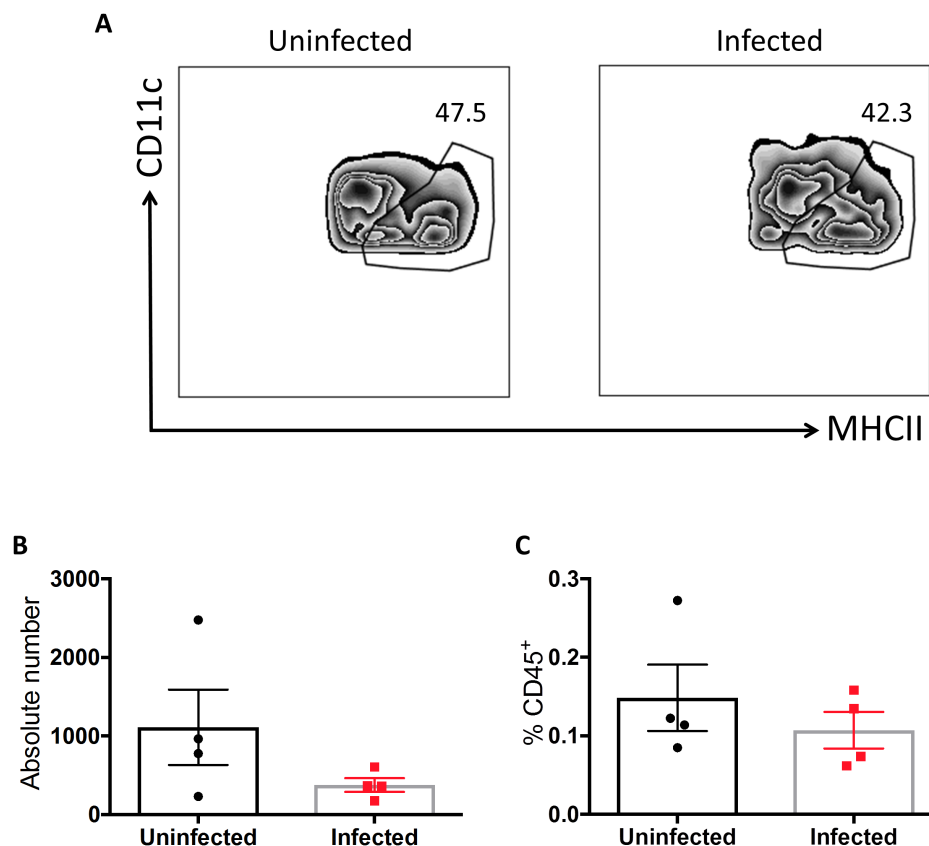 A
Uninfected
Infected
CD11c
47.5
42.3
MHCII
B
C
Absolute number
3000
2000
1000
0
Uninfected
Infected
% CD45+
0.3
0.2
0.1
0.0
Uninfected
Infected